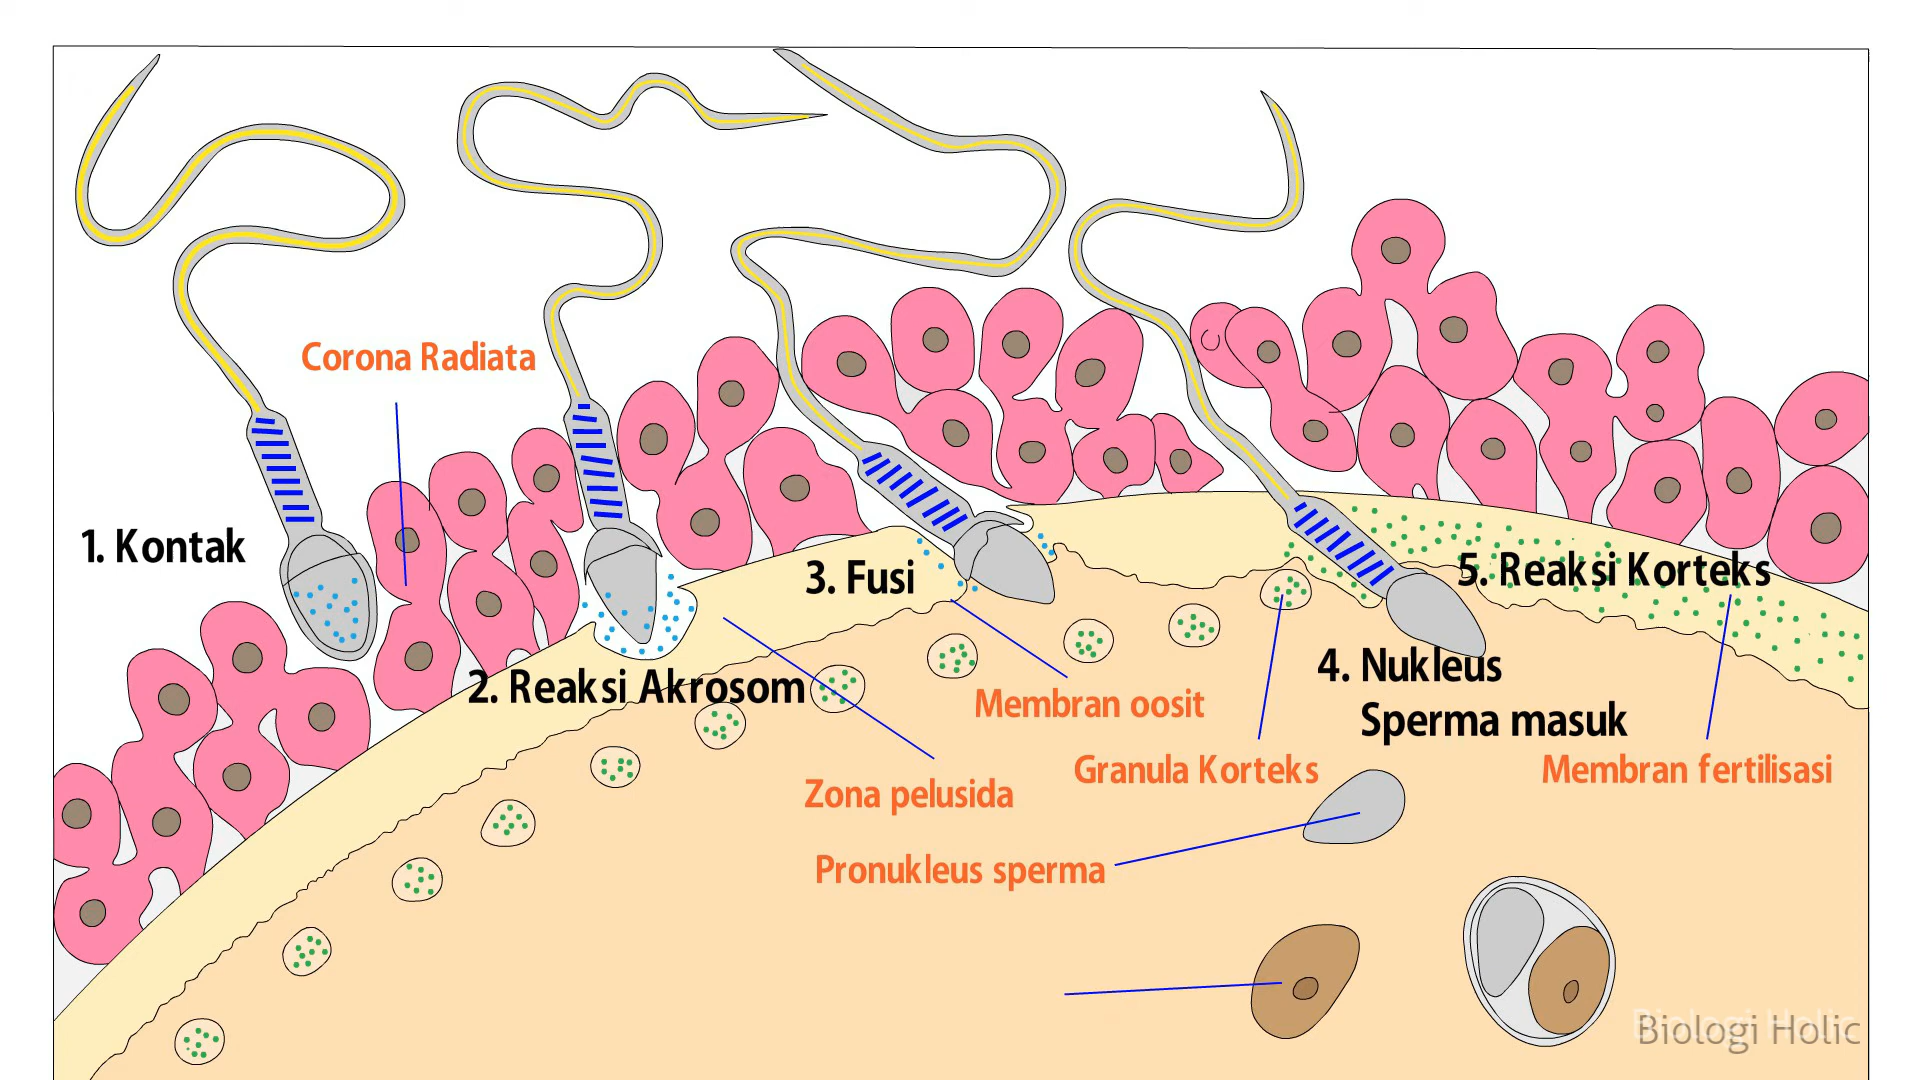 Corona Radiata
1. Kontak
2. Reaksi Akrosom
3. Fusi
4. Nukleus
Sperma masuk
5. Reaksi Korteks
Membran oosit
Zona pelusida
Granula Korteks
Membran fertilisasi
Pronukleus sperma
Biologi Holic